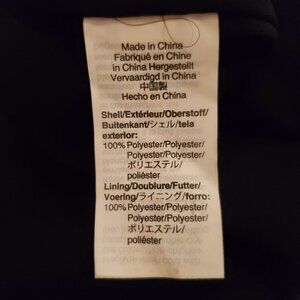 Made in China
Fabriqué en Chine
in China Hergestellt
Vervaardigd in China
中国製
Hecho en China
Shell/Extérieur/Oberstoff/
Buitenkant/シェル/tela
exterior:
100% Polyester/Polyester/
Polyester/Polyester/
ポリエステル/
poliéster
Lining/Doublure/Futter/
Voering/ライニング/forro:
100% Polyester/Polyester/
Polyester/Polyester/
ポリエステル/
poliéster